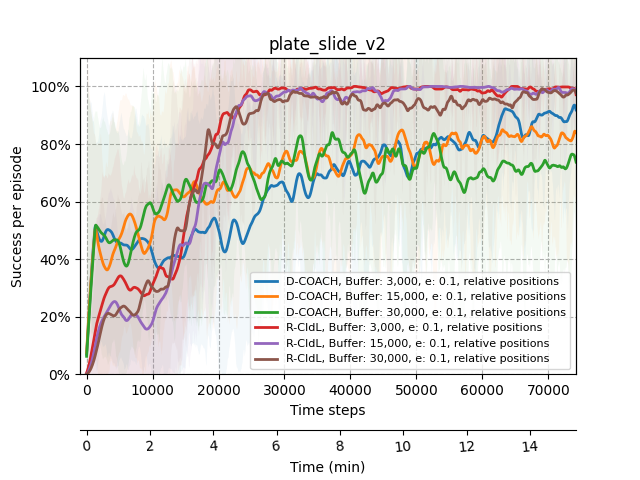 plate_slide_v2
Success per episode
100%
80%
60%
40%
20%
0%
D-COACH, Buffer: 3,000, e: 0.1, relative positions
D-COACH, Buffer: 15,000, e: 0.1, relative positions
D-COACH, Buffer: 30,000, e: 0.1, relative positions
R-CIdL, Buffer: 3,000, e: 0.1, relative positions
R-CIdL, Buffer: 15,000, e: 0.1, relative positions
R-CIdL, Buffer: 30,000, e: 0.1, relative positions
0 10000 20000 30000 40000 50000 60000 70000
Time steps
0 2 4 6 8 10 12 14
Time (min)